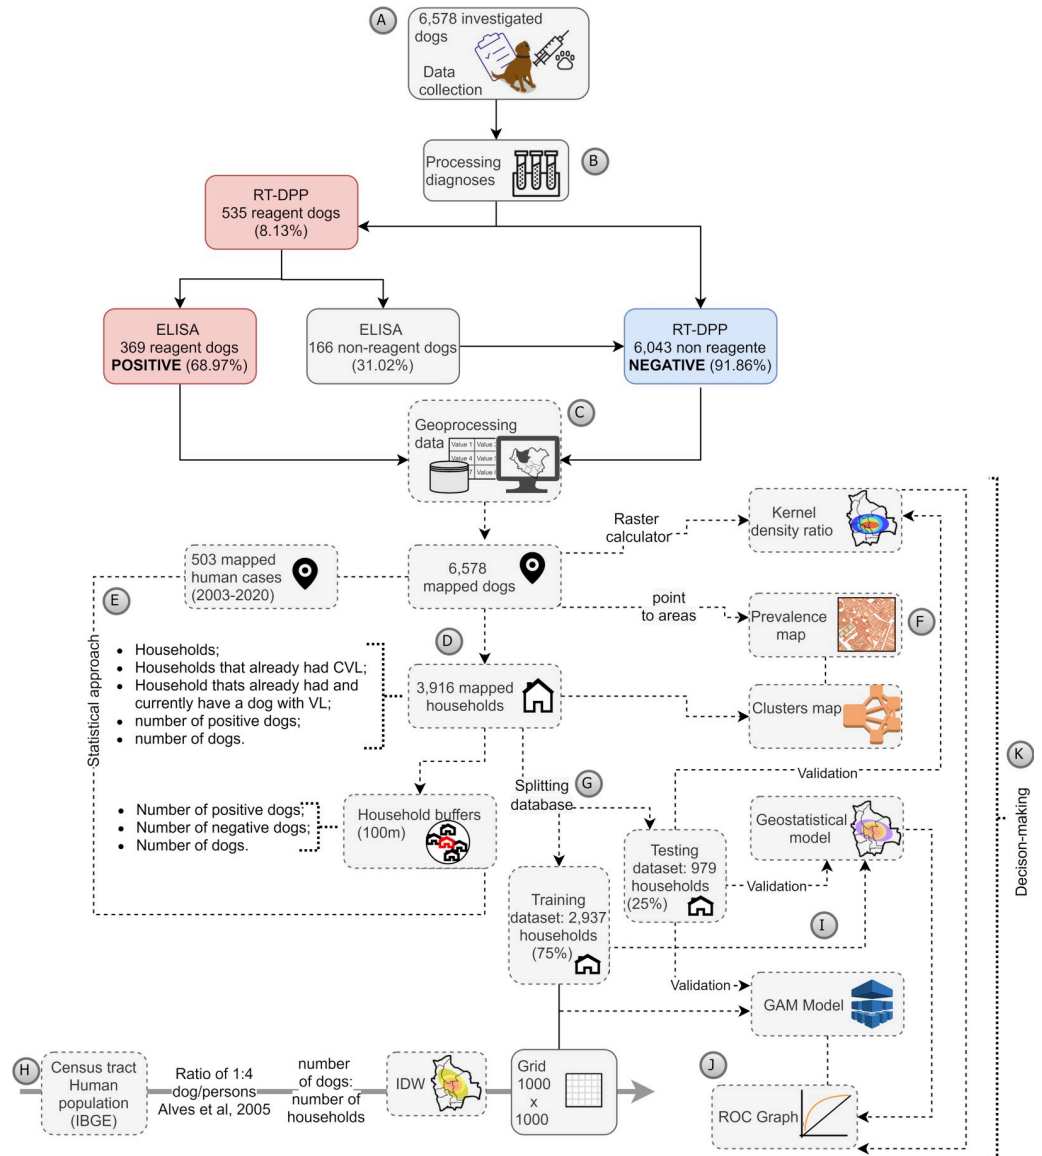 A
6,578 investigated
dogs
Data
collection
B
Processing
diagnoses
RT-DPP
535 reagent dogs
(8.13%)
ELISA
369 reagent dogs
POSITIVE (68.97%)
ELISA
166 non-reagent dogs
(31.02%)
RT-DPP
6,043 non reagente
NEGATIVE (91.86%)
C
Geoprocessing
data
Value 1
Value 4
Raster
calculator
Kernel
density ratio
503 mapped
human cases
(2003-2020)
6,578
mapped dogs
E
point
to areas
Prevalence
map
F
D
Statistical approach
• Households;
• Households that already had CVL;
• Household thats already had and
currently have a dog with VL;
• number of positive dogs;
• number of dogs.
3,916 mapped
households
Clusters map
K
Decison-making
Validation
G
Splitting
database
• Number of positive dogs;
• Number of negative dogs;
• Number of dogs.
Household buffers
(100m)
Geostatistical
model
Testing
dataset: 979
households
(25%)
Validation
Training
dataset: 2,937
households
(75%)
I
Validation
GAM Model
H
Census tract
Human
population
(IBGE)
Ratio of 1:4
dog/persons
Alves et al, 2005
number
of dogs:
number of
households
IDW
Grid
1000
x
1000
J
ROC Graph